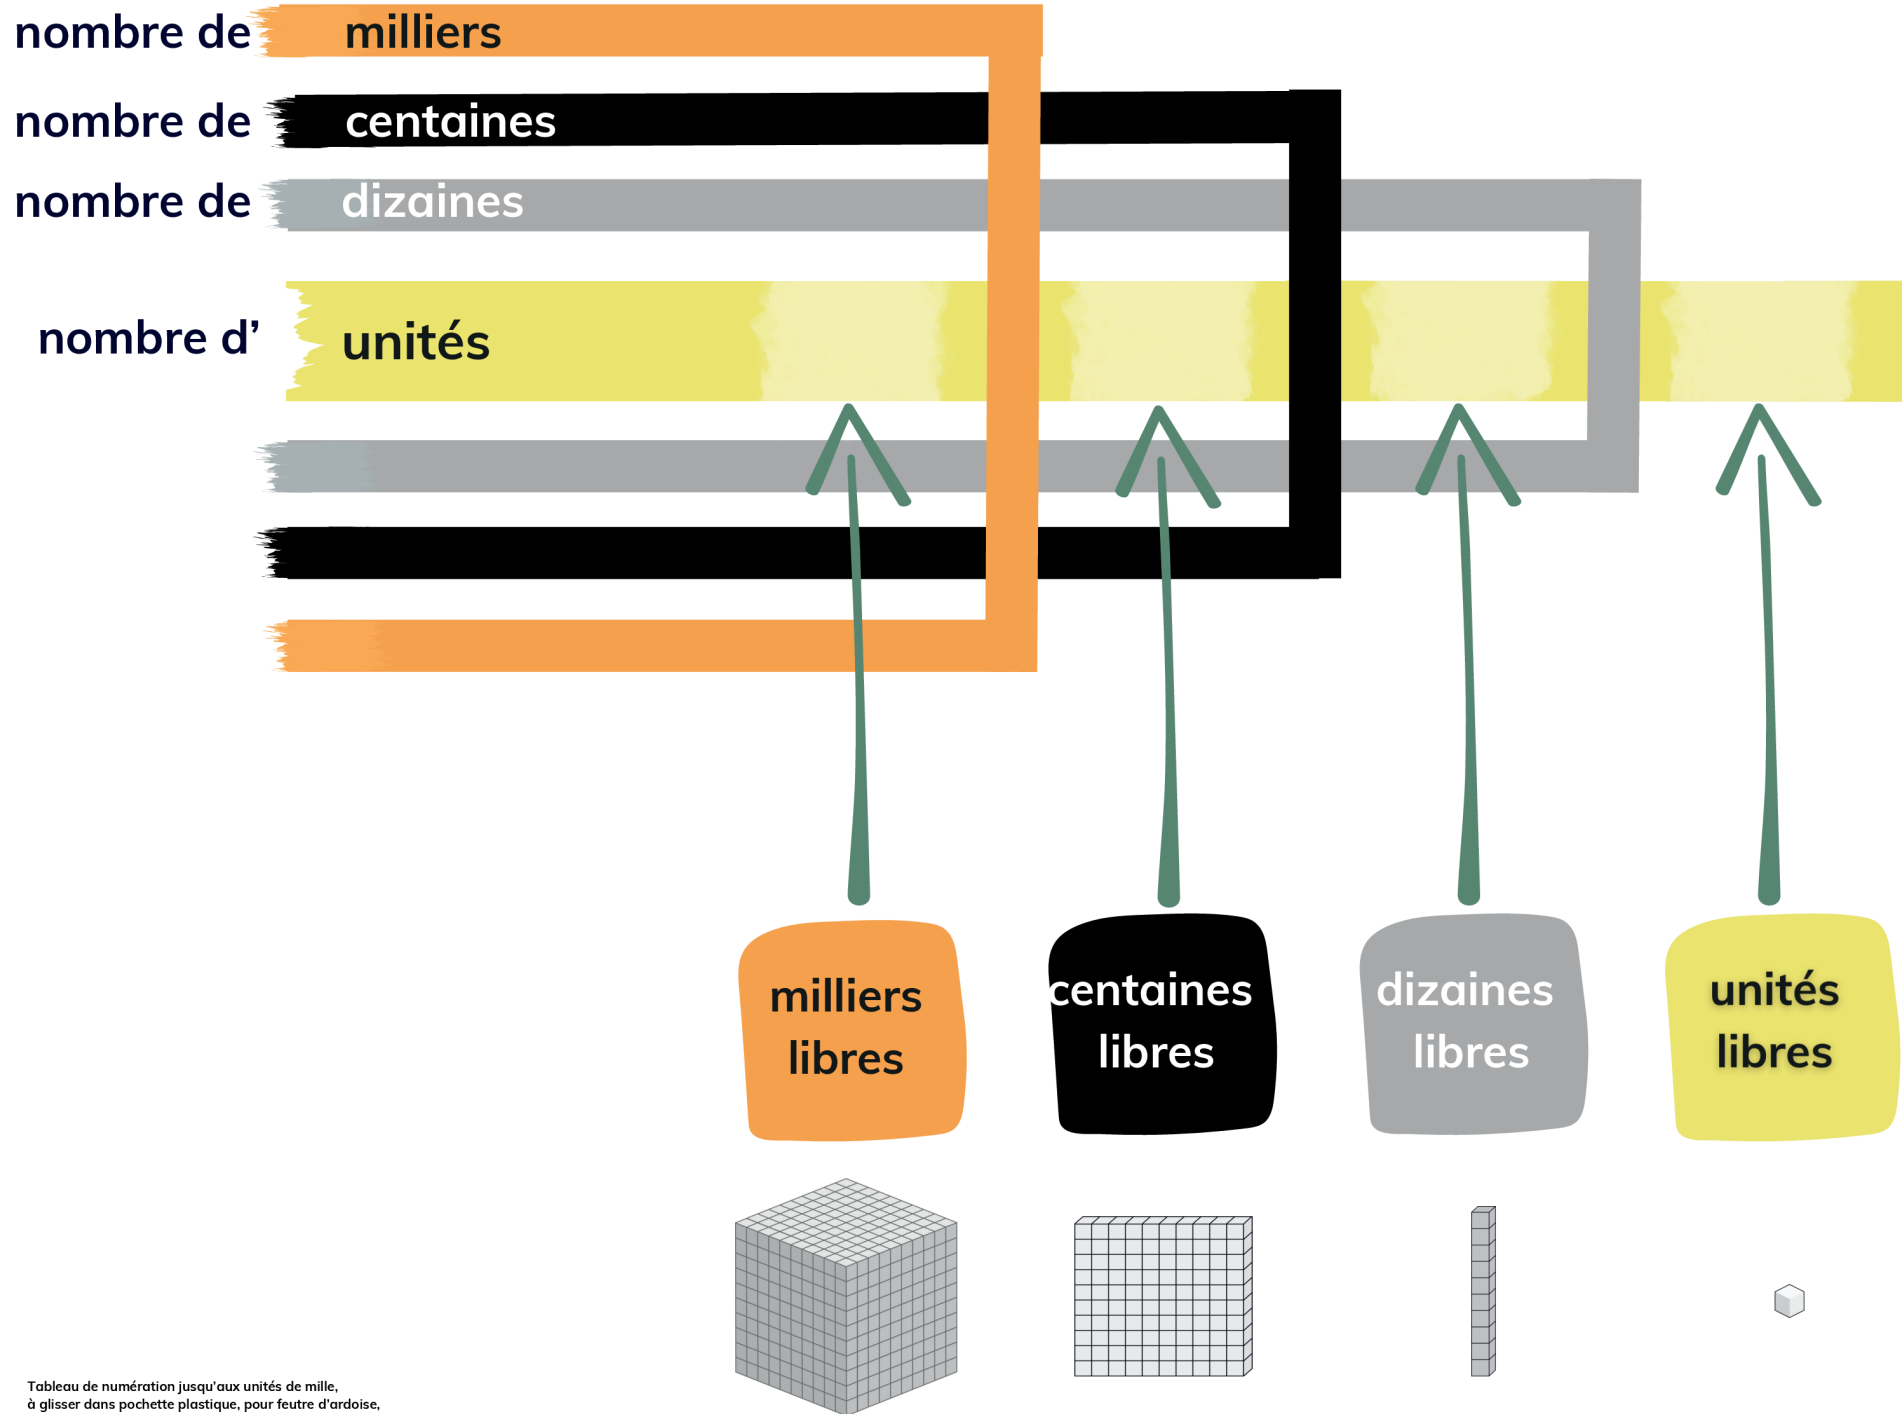 nombre de milliers
nombre de centaines
nombre de dizaines
nombre d’ unités
milliers
libres
centaines
libres
dizaines
libres
unités
libres
Tableau de numération jusqu’aux unités de mille,
à glisser dans pochette plastique, pour feutre d’ardoise,